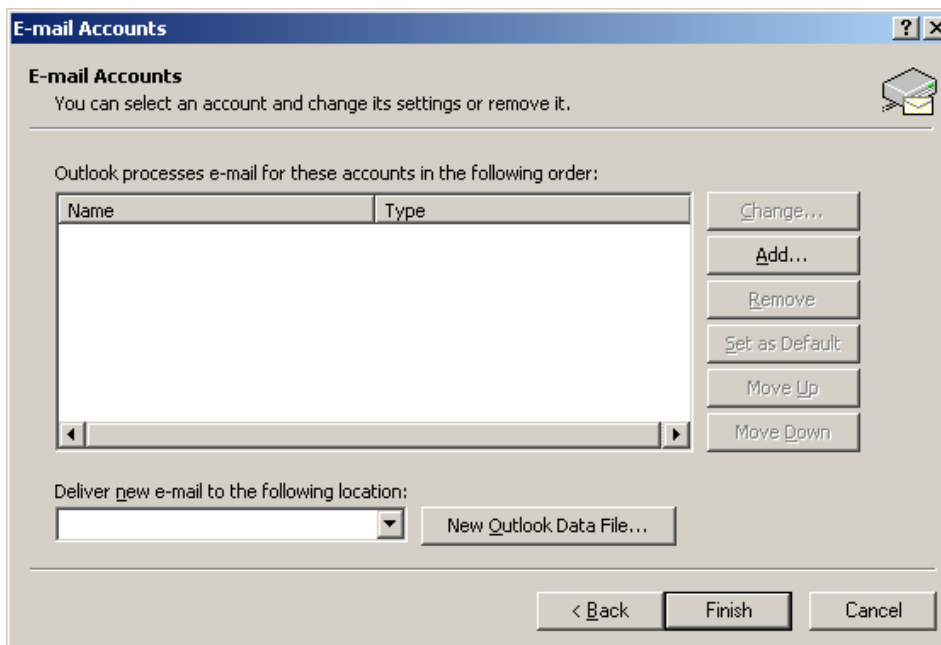 E-mail Accounts
E-mail Accounts
You can select an account and change its settings or remove it.
Outlook processes e-mail for these accounts in the following order:
Name Type
Change...
Add...
Remove
Set as Default
Move Up
Move Down
Deliver new e-mail to the following location:
New Outlook Data File...
< Back Finish Cancel